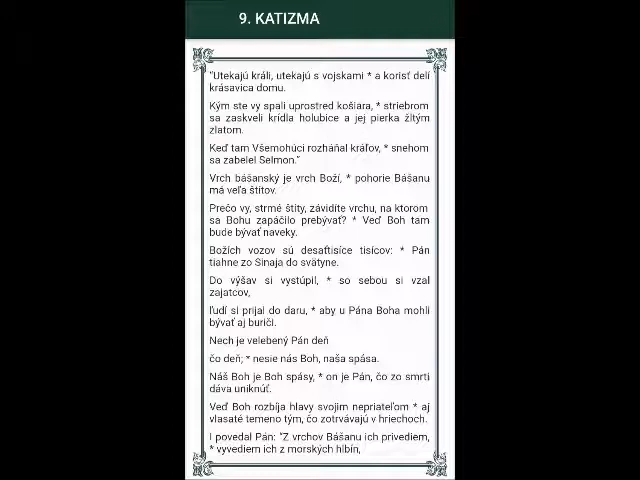 9. KATIZMA
"Utekajú králi, utekajú s vojskami * a korisť delí
krásavica domu.
Kým ste vy spali uprostred košiara, * striebrom
sa zaskveli krídla holubice a jej pierka žltým
zlatom.
Keď tam Všemohúci rozháňal kráľov, * snehom
sa zabelel Selmon."
Vrch bášanský je vrch Boží, * pohorie Bášanu
má veľa štítov.
Prečo vy, strmé štíty, závidíte vrchu, na ktorom
sa Bohu zapáčilo prebývať? * Veď Boh tam
bude bývať naveky.
Božích vozov sú desaťtisíce tisícov: * Pán
tiahne zo Sinaja do svätyne.
Do výšav si vystúpil, * so sebou si vzal
zajatcov,
ľudí si prijal do daru, * aby u Pána Boha mohli
bývať aj buriči.
Nech je velebený Pán deň
čo deň; * nesie nás Boh, naša spása.
Náš Boh je Boh spásy, * on je Pán, čo zo smrti
dáva uniknúť.
Veď Boh rozbíja hlavy svojim nepriateľom * aj
vlasaté temeno tým, čo zotrvávajú v hriechoch.
I povedal Pán: "Z vrchov Bášanu ich privediem,
* vyvediem ich z morských hlbín,